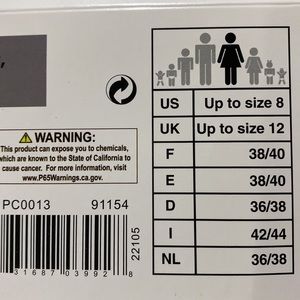 WARNING:
This product can expose you to chemicals,
which are known to the State of California to
cause cancer. For more information, visit
www.P65Warnings.ca.gov.
PC0013 91154
31687 03992 8
22105
US Up to size 8
UK Up to size 12
F 38/40
E 38/40
D 36/38
I 42/44
NL 36/38